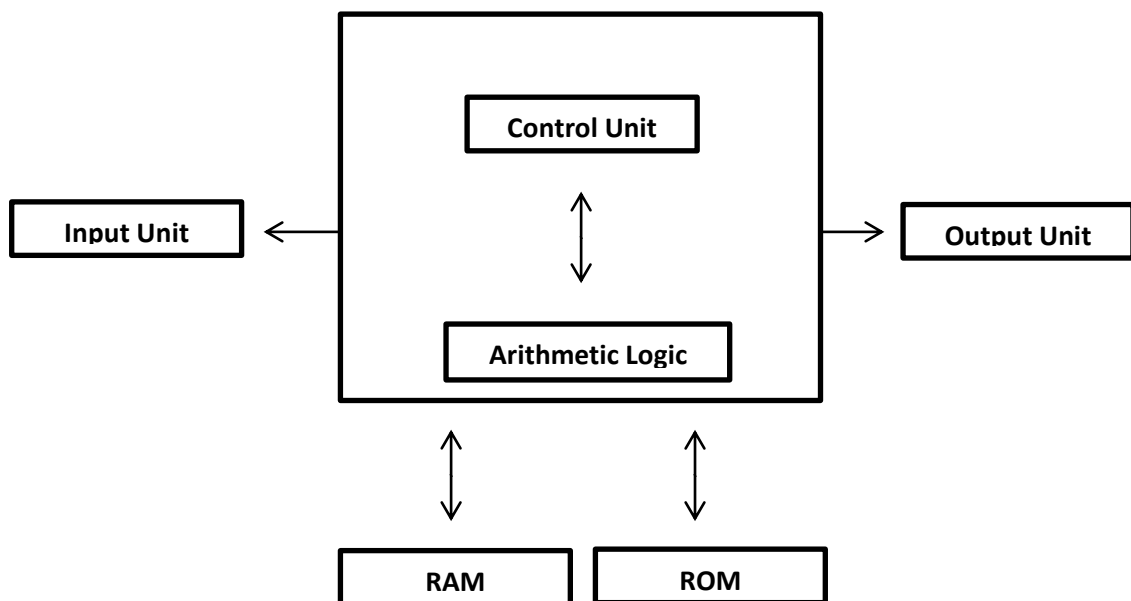 Control Unit
Input Unit
Output Unit
Arithmetic Logic
RAM
ROM